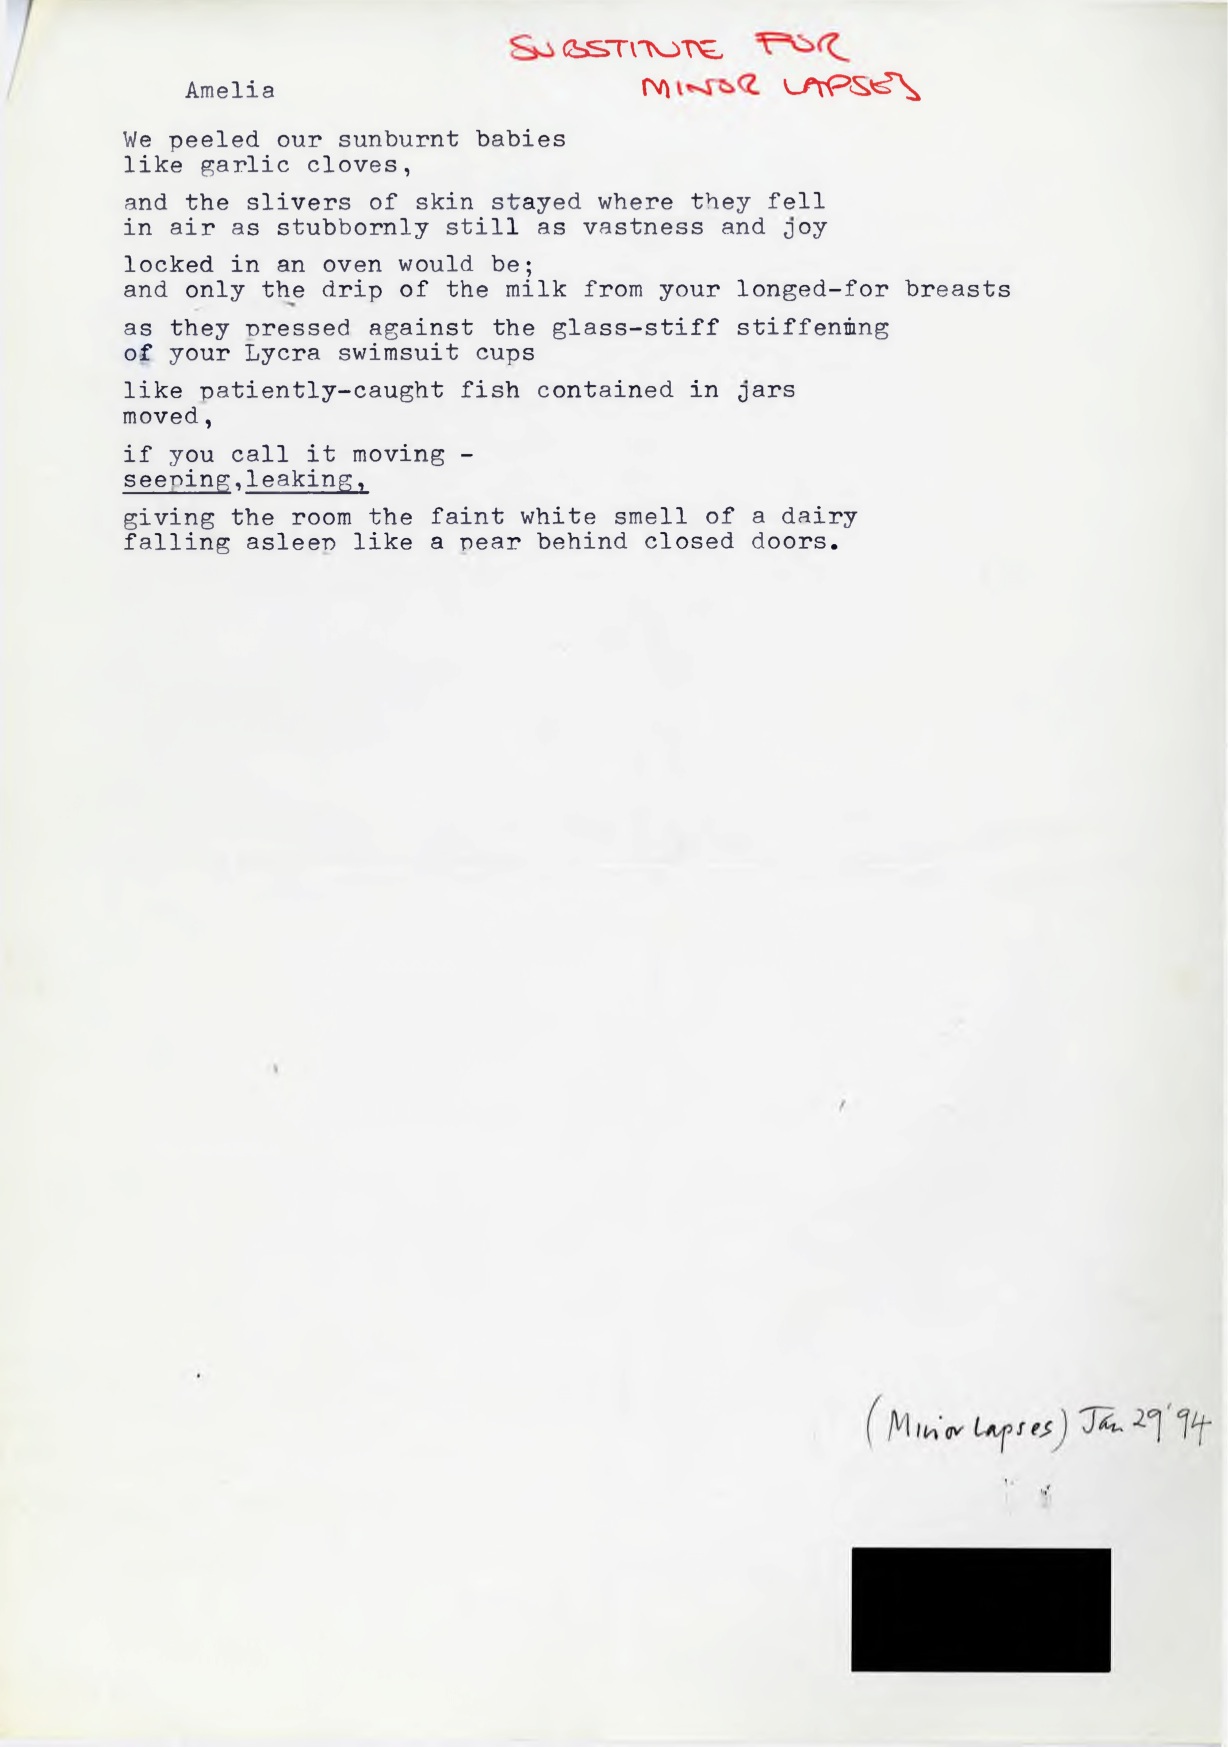 SUBSTITUTE FOR
MINOR LAPSES
Amelia
We peeled our sunburnt babies
like garlic cloves,
and the slivers of skin stayed where they fell
in air as stubbornly still as vastness and joy
locked in an oven would be;
and only the drip of the milk from your longed-for breasts
as they pressed against the glass-stiff stiffening
of your Lycra swimsuit cups
like patiently-caught fish contained in jars
moved,
if you call it moving -
seeping,leaking,
giving the room the faint white smell of a dairy
falling asleep like a pear behind closed doors.
(Minor Lapses) Jan 29 '94